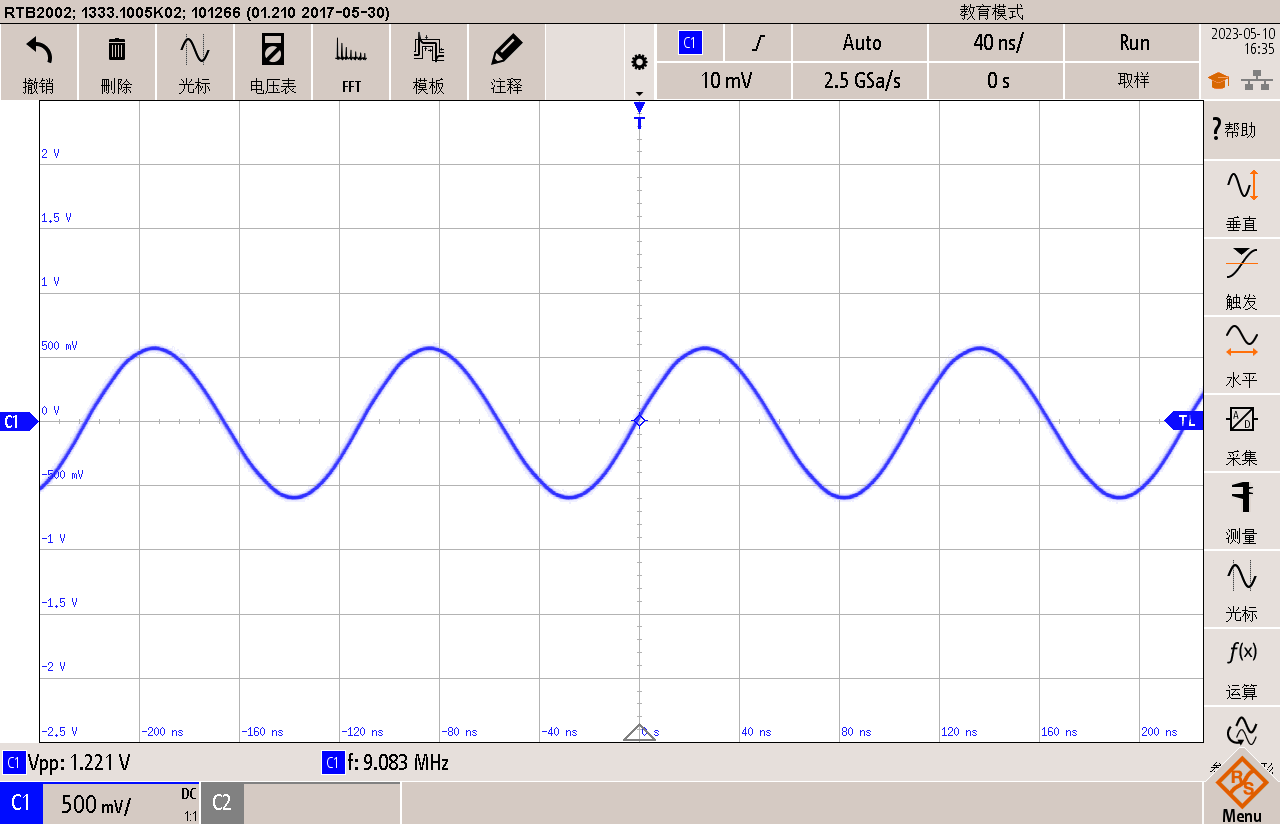 RTB2002; 1333.1005K02; 101266 (01.210 2017-05-30)
教育模式
撤销
删除
光标
电压表
FFT
模板
注释
C1
Auto
40 ns/
Run
10 mV
2.5 GSa/s
0 s
取样
2023-05-10
16:35
?帮助
垂直
触发
水平
A
D
采集
测量
光标
f(x)
运算
T
2 V
1.5 V
1 V
500 mV
0 V
C1
TL
-500 mV
-1 V
-1.5 V
-2 V
-2.5 V
-200 ns
-160 ns
-120 ns
-80 ns
-40 ns
0 s
40 ns
80 ns
120 ns
160 ns
200 ns
C1 Vpp: 1.221 V
C1 f: 9.083 MHz
C1
500 mV/
DC
1:1
C2
R S
Menu